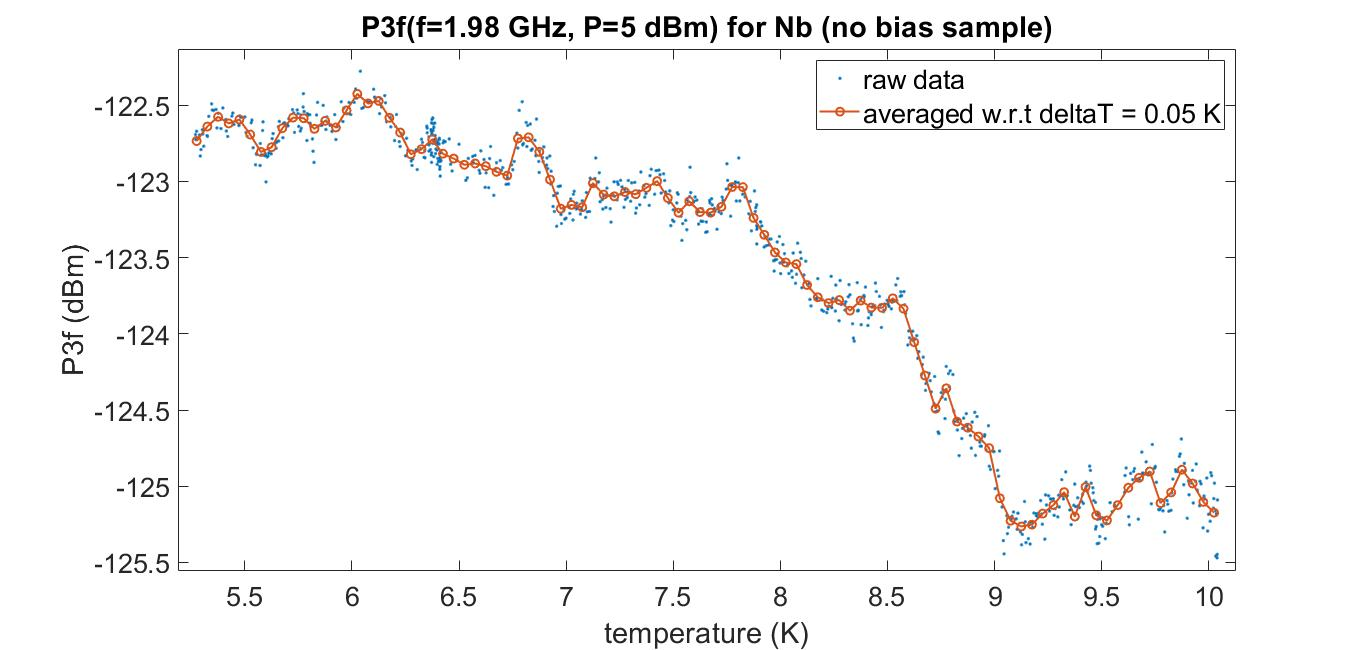 P3f(f=1.98 GHz, P=5 dBm) for Nb (no bias sample)
raw data
averaged w.r.t deltaT = 0.05 K
P3f (dBm)
-122.5
-123
-123.5
-124
-124.5
-125
-125.5
5.5 6 6.5 7 7.5 8 8.5 9 9.5 10
temperature (K)